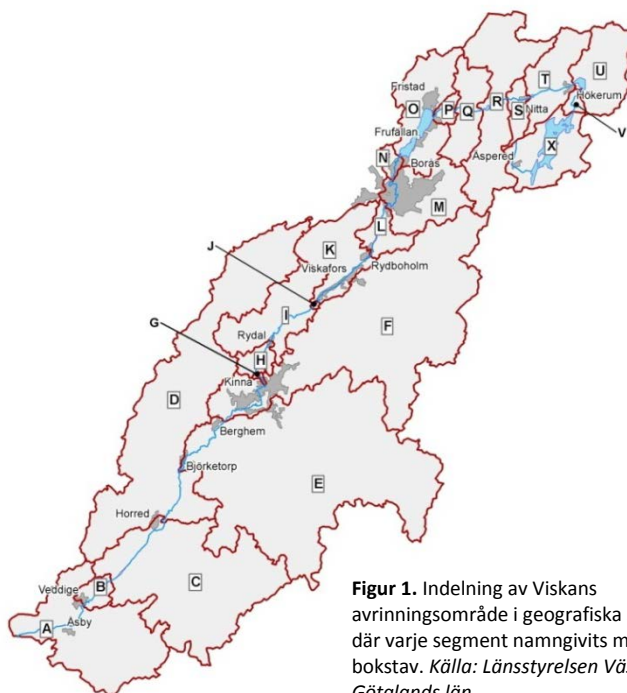 U
T
Fristad
R
O
P
Q
S
Nitta
Hökerum
V
Frufällan
X
N
Borås
Aspered
M
L
K
J
Viskafors
Rydboholm
I
F
G
Rydal
H
Kinna
D
Berghem
Björketorp
E
Horred
C
B
Veddige
A
Åsby
Figur 1. Indelning av Viskans
avrinningsområde i geografiska
där varje segment namngivits m
bokstav. Källa: Länsstyrelsen Väs
Götalands län